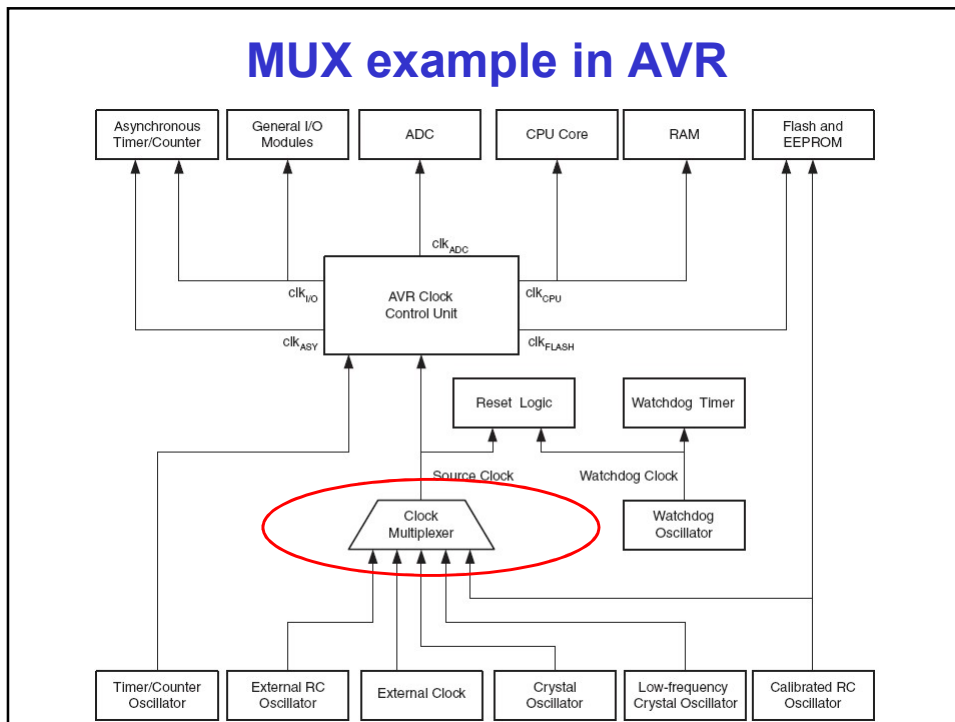 MUX example in AVR
Asynchronous
Timer/Counter
General I/O
Modules
ADC
CPU Core
RAM
Flash and
EEPROM
clkADC
clkI/O
AVR Clock
Control Unit
clkCPU
clkASY
clkFLASH
Reset Logic
Watchdog Timer
Source Clock
Watchdog Clock
Clock
Multiplexer
Watchdog
Oscillator
Timer/Counter
Oscillator
External RC
Oscillator
External Clock
Crystal
Oscillator
Low-frequency
Crystal Oscillator
Calibrated RC
Oscillator